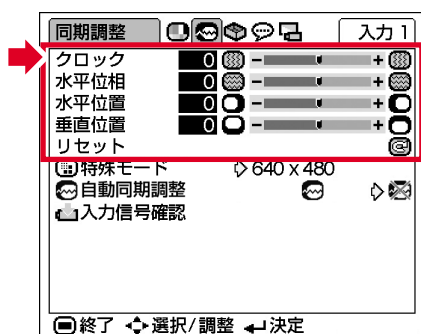 同期調整 入力 1
クロック 0 - +
水平位相 0 - +
水平位置 0 - +
垂直位置 0 - +
リセット
特殊モード 640 x 480
自動同期調整
入力信号確認
終了 選択/調整 決定